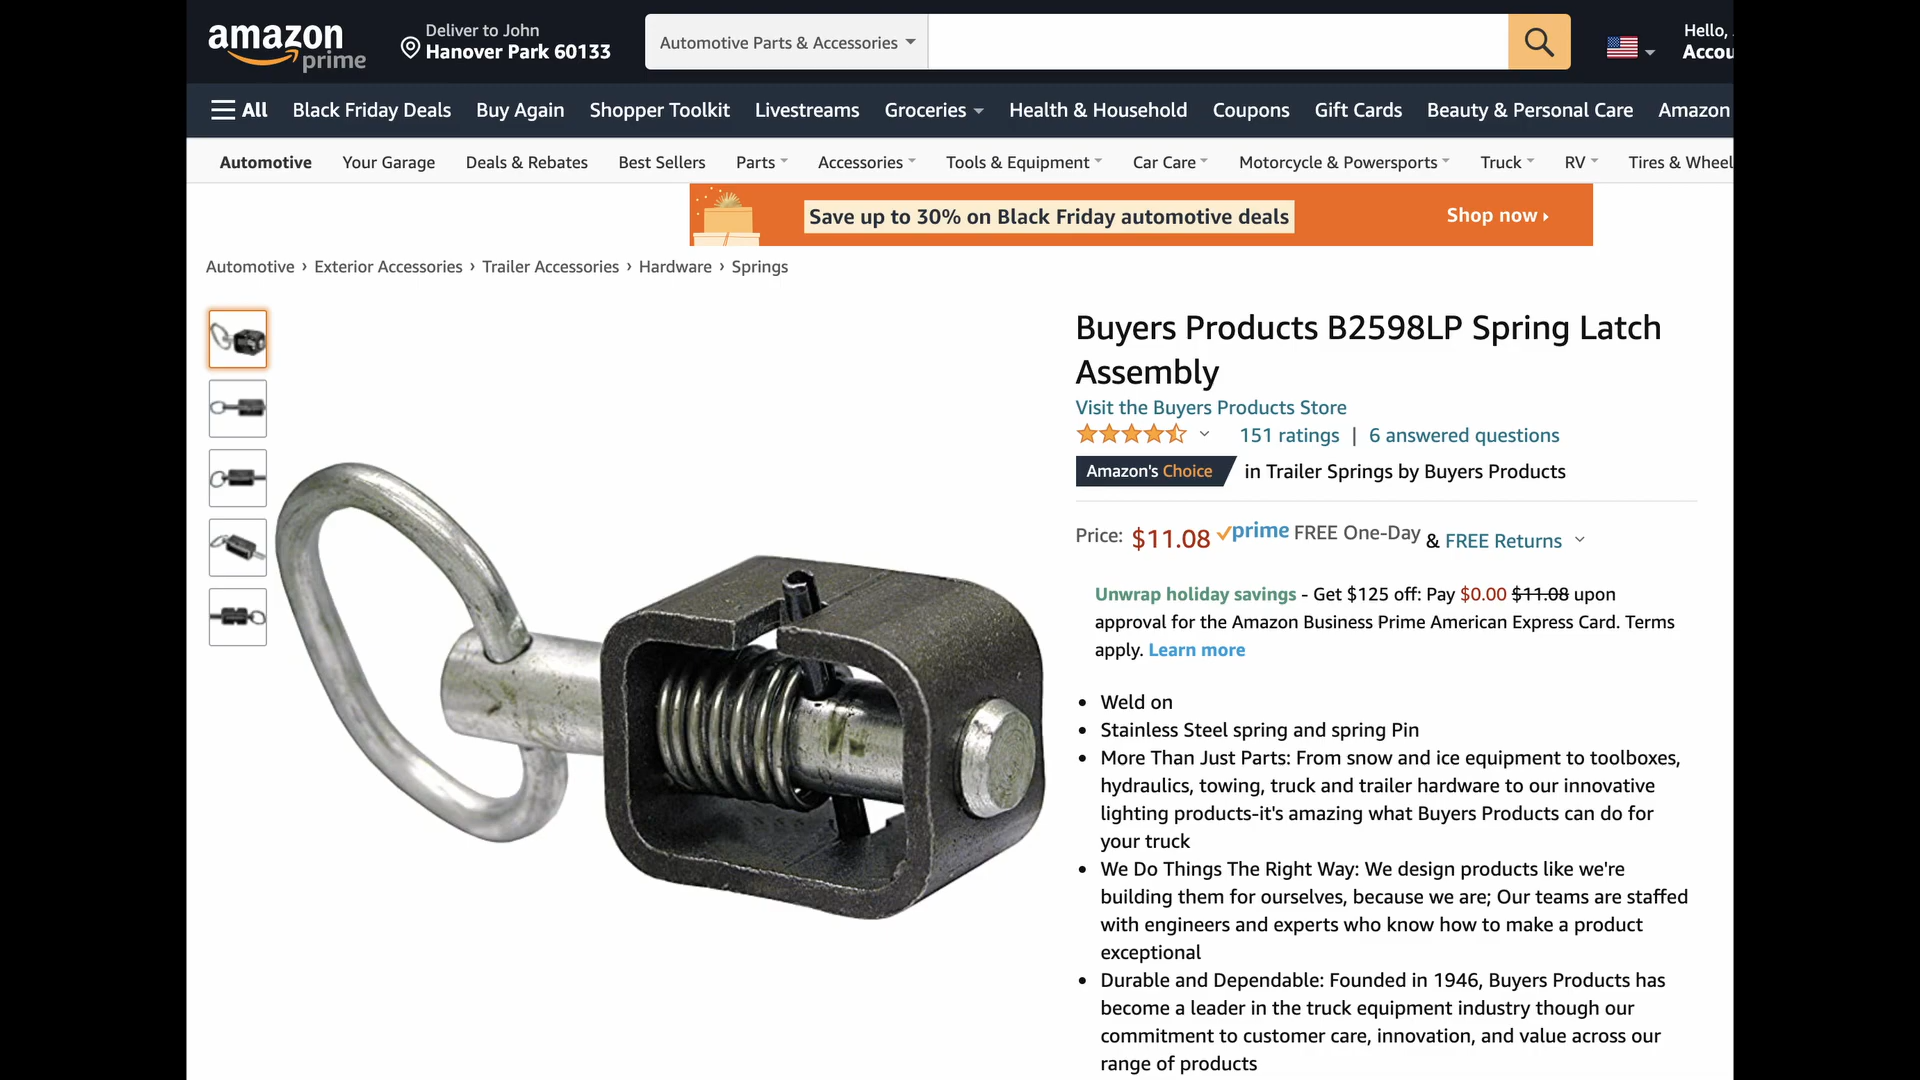 amazon prime
Deliver to John
Hanover Park 60133
Automotive Parts & Accessories
Hello,
Accou
All Black Friday Deals Buy Again Shopper Toolkit Livestreams Groceries Health & Household Coupons Gift Cards Beauty & Personal Care Amazon
Automotive Your Garage Deals & Rebates Best Sellers Parts Accessories Tools & Equipment Car Care Motorcycle & Powersports Truck RV Tires & Wheel
Save up to 30% on Black Friday automotive deals Shop now ›
Automotive › Exterior Accessories › Trailer Accessories › Hardware › Springs
Buyers Products B2598LP Spring Latch
Assembly
Visit the Buyers Products Store
151 ratings | 6 answered questions
Amazon's Choice in Trailer Springs by Buyers Products
Price: $11.08 prime FREE One-Day & FREE Returns
Unwrap holiday savings - Get $125 off: Pay $0.00 $11.08 upon
approval for the Amazon Business Prime American Express Card. Terms
apply. Learn more
• Weld on
• Stainless Steel spring and spring Pin
• More Than Just Parts: From snow and ice equipment to toolboxes,
hydraulics, towing, truck and trailer hardware to our innovative
lighting products-it's amazing what Buyers Products can do for
your truck
• We Do Things The Right Way: We design products like we're
building them for ourselves, because we are; Our teams are staffed
with engineers and experts who know how to make a product
exceptional
• Durable and Dependable: Founded in 1946, Buyers Products has
become a leader in the truck equipment industry though our
commitment to customer care, innovation, and value across our
range of products